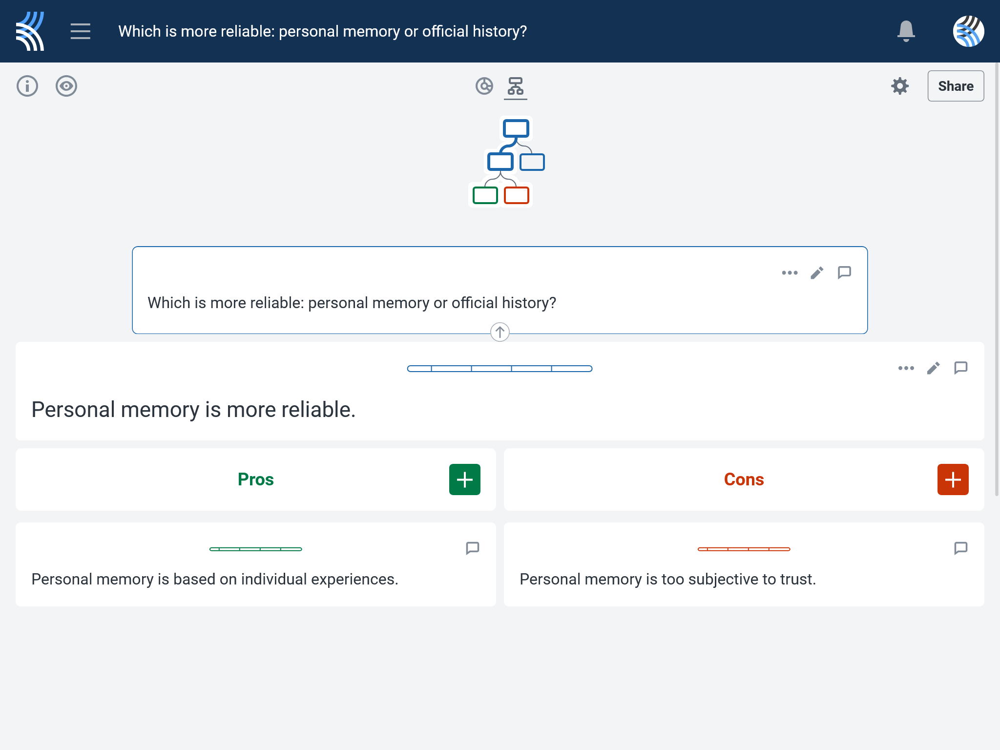 Which is more reliable: personal memory or official history?
Share
Which is more reliable: personal memory or official history?
Personal memory is more reliable.
Pros
Cons
Personal memory is based on individual experiences.
Personal memory is too subjective to trust.